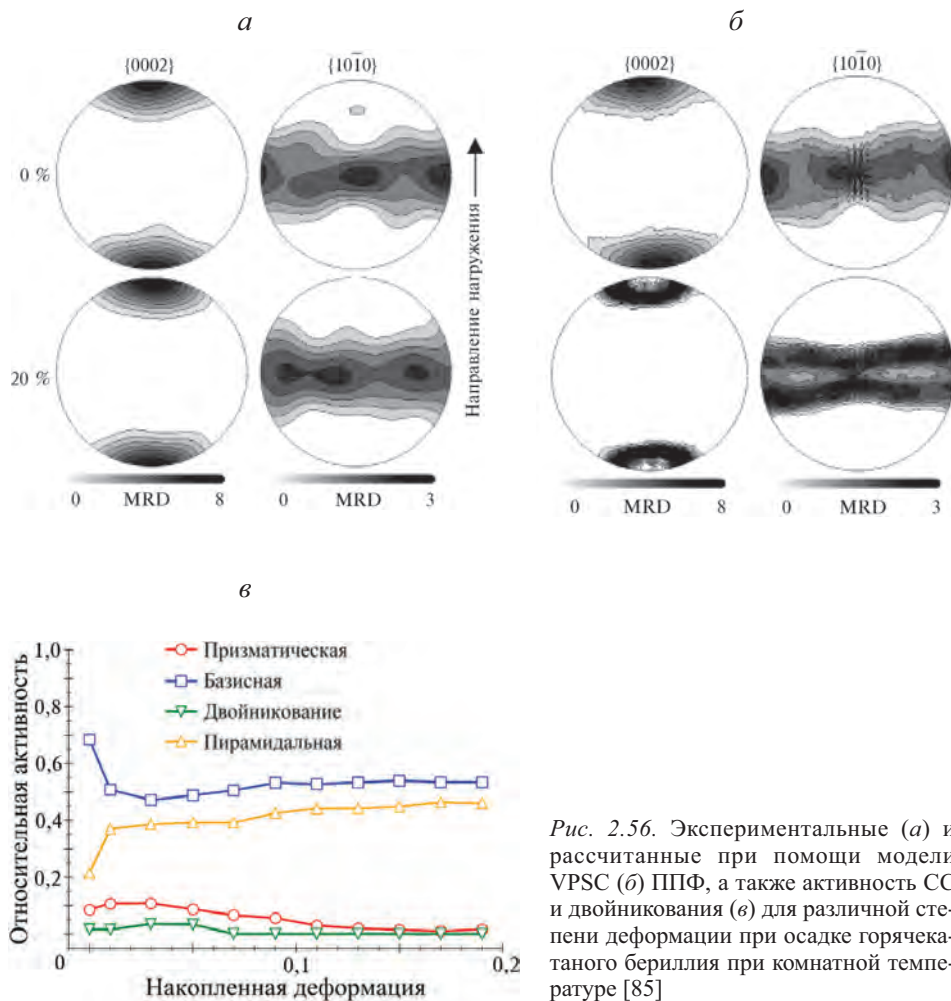 а
б
{0002}
{101̄0}
{0002}
{101̄0}
0 %
20 %
Направление нагружения
0 MRD 8
0 MRD 3
0 MRD 8
0 MRD 3
в
Относительная активность
1,0
0,8
0,6
0,4
0,2
0
0,1
0,2
Призматическая
Базисная
Двойникование
Пирамидальная
Накопленная деформация
Рис. 2.56. Экспериментальные (а) и
рассчитанные при помощи модели
VPSC (б) ППФ, а также активность СС
и двойникования (в) для различной сте-
пени деформации при осадке горячека-
таного бериллия при комнатной темпе-
ратуре [85]